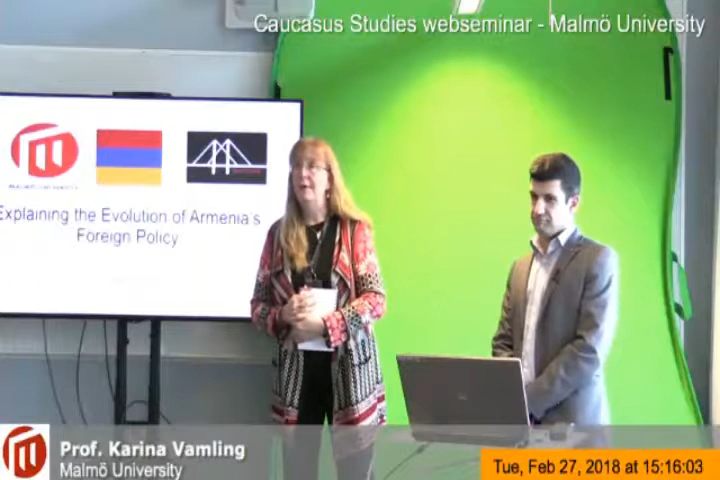 Caucasus Studies webseminar - Malmö University
Explaining the Evolution of Armenia's
Foreign Policy
Prof. Karina Vamling
Malmö University
Tue, Feb 27, 2018 at 15:16:03